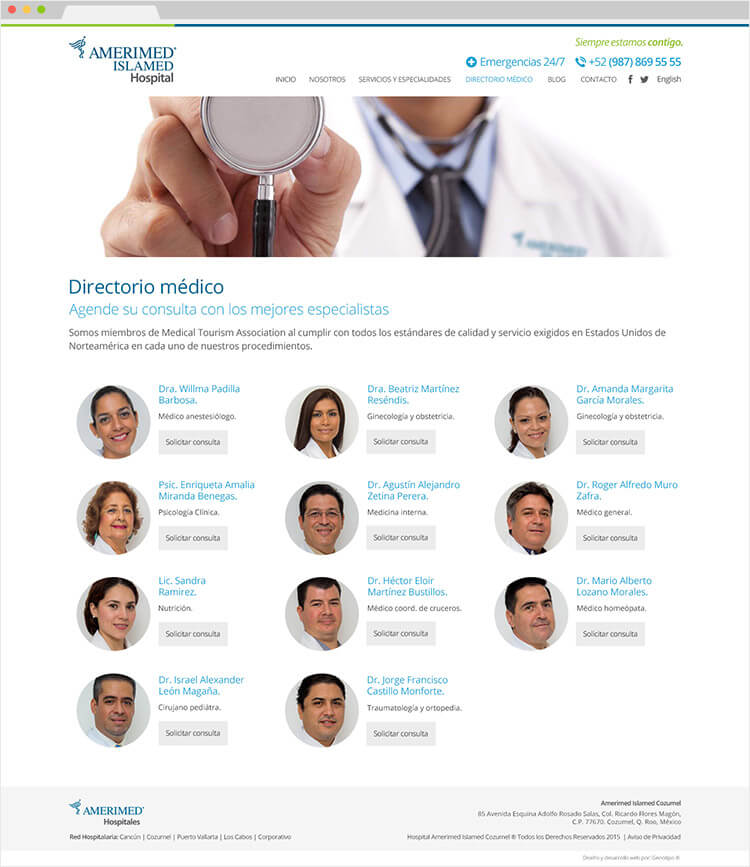 Siempre estamos contigo.
AMERIMED®
ISLAMED
Hospital
Emergencias 24/7 +52 (987) 869 55 55
INICIO NOSOTROS SERVICIOS Y ESPECIALIDADES DIRECTORIO MÉDICO BLOG CONTACTO English
AMERIMED
Directorio médico
Agende su consulta con los mejores especialistas
Somos miembros de Medical Tourism Association al cumplir con todos los estándares de calidad y servicio exigidos en Estados Unidos de
Norteamérica en cada uno de nuestros procedimientos.
Dra. Willma Padilla
Barbosa.
Médico anestesiólogo.
Solicitar consulta
Dra. Beatriz Martínez
Reséndis.
Ginecología y obstetricia.
Solicitar consulta
Dr. Amanda Margarita
García Morales.
Ginecología y obstetricia.
Solicitar consulta
Psic. Enriqueta Amalia
Miranda Benegas.
Psicología Clínica.
Solicitar consulta
Dr. Agustín Alejandro
Zetina Perera.
Medicina interna.
Solicitar consulta
Dr. Roger Alfredo Muro
Zafra.
Médico general.
Solicitar consulta
Lic. Sandra
Ramirez.
Nutrición.
Solicitar consulta
Dr. Héctor Eloir
Martínez Bustillos.
Médico coord. de cruceros.
Solicitar consulta
Dr. Mario Alberto
Lozano Morales.
Médico homeópata.
Solicitar consulta
Dr. Israel Alexander
León Magaña.
Cirujano pediátra.
Solicitar consulta
Dr. Jorge Francisco
Castillo Monforte.
Traumatología y ortopedia.
Solicitar consulta
AMERIMED®
Hospitales
Amerimed Islamed Cozumel
85 Avenida Esquina Adolfo Rosado Salas, Col. Ricardo Flores Magón,
C.P. 77670. Cozumel, Q. Roo, México
Red Hospitalaria: Cancún | Cozumel | Puerto Vallarta | Los Cabos | Corporativo
Hospital Amerimed Islamed Cozumel ® Todos los Derechos Reservados 2015 | Aviso de Privacidad
Diseño y desarrollo web por: Genotipo ®